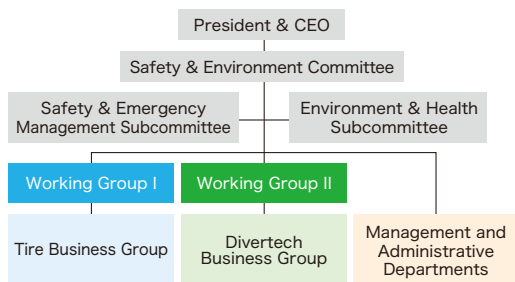 President & CEO
Safety & Environment Committee
Safety & Emergency
Management Subcommittee
Environment & Health
Subcommittee
Working Group I
Working Group II
Tire Business Group
Divertech
Business Group
Management and
Administrative
Departments